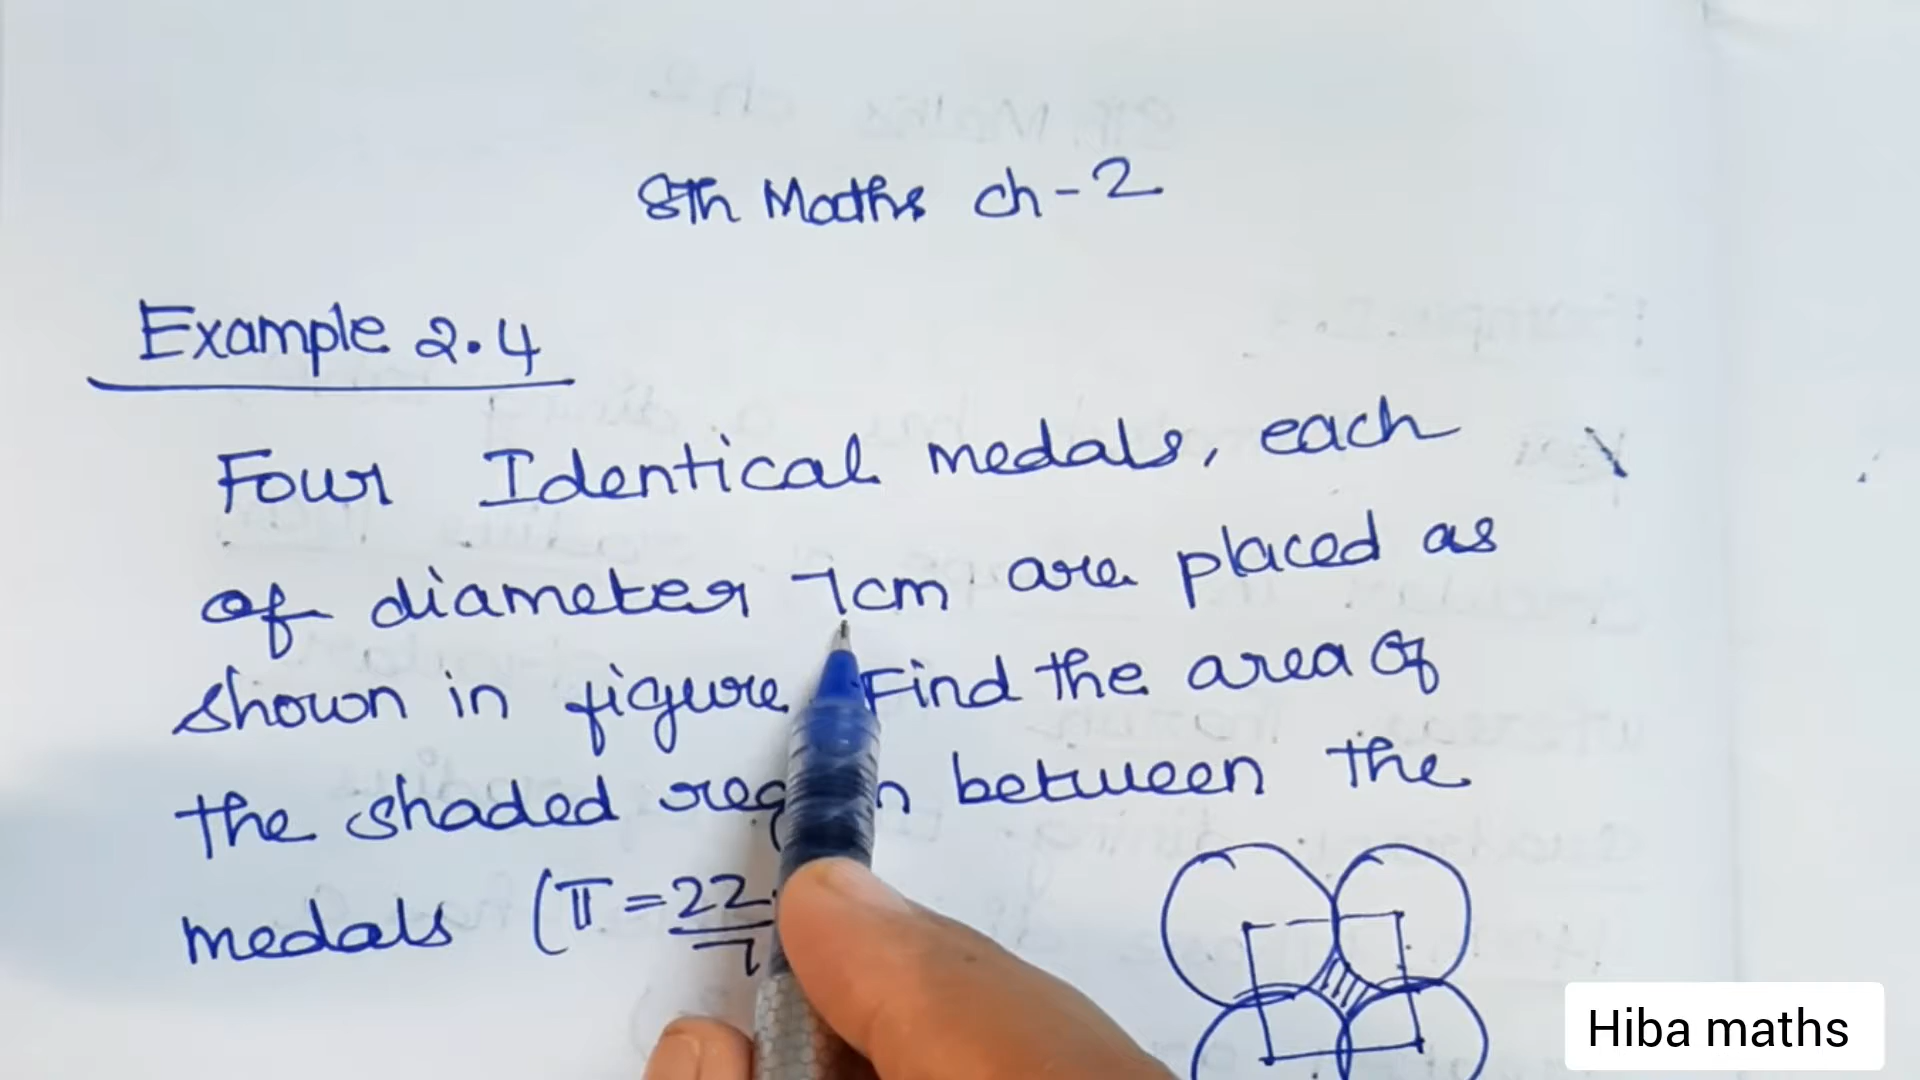 8th Maths ch-2
Example 2.4
Four Identical medals, each
of diameter 7cm are placed as
shown in figure. Find the area of
the shaded between the
medals (π = 22/7
Hiba maths